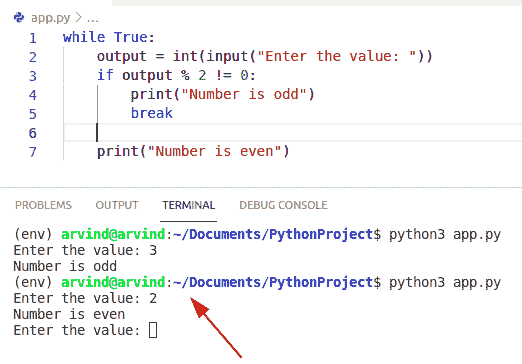 app.py > ...
1 while True:
2     output = int(input("Enter the value: "))
3     if output % 2 != 0:
4         print("Number is odd")
5         break
6
7     print("Number is even")
PROBLEMS OUTPUT TERMINAL DEBUG CONSOLE
(env) arvind@arvind:~/Documents/PythonProject$ python3 app.py
Enter the value: 3
Number is odd
(env) arvind@arvind:~/Documents/PythonProject$ python3 app.py
Enter the value: 2
Number is even
Enter the value: